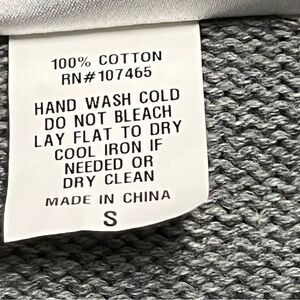 100% COTTON
RN#107465
HAND WASH COLD
DO NOT BLEACH
LAY FLAT TO DRY
COOL IRON IF
NEEDED OR
DRY CLEAN
MADE IN CHINA
S